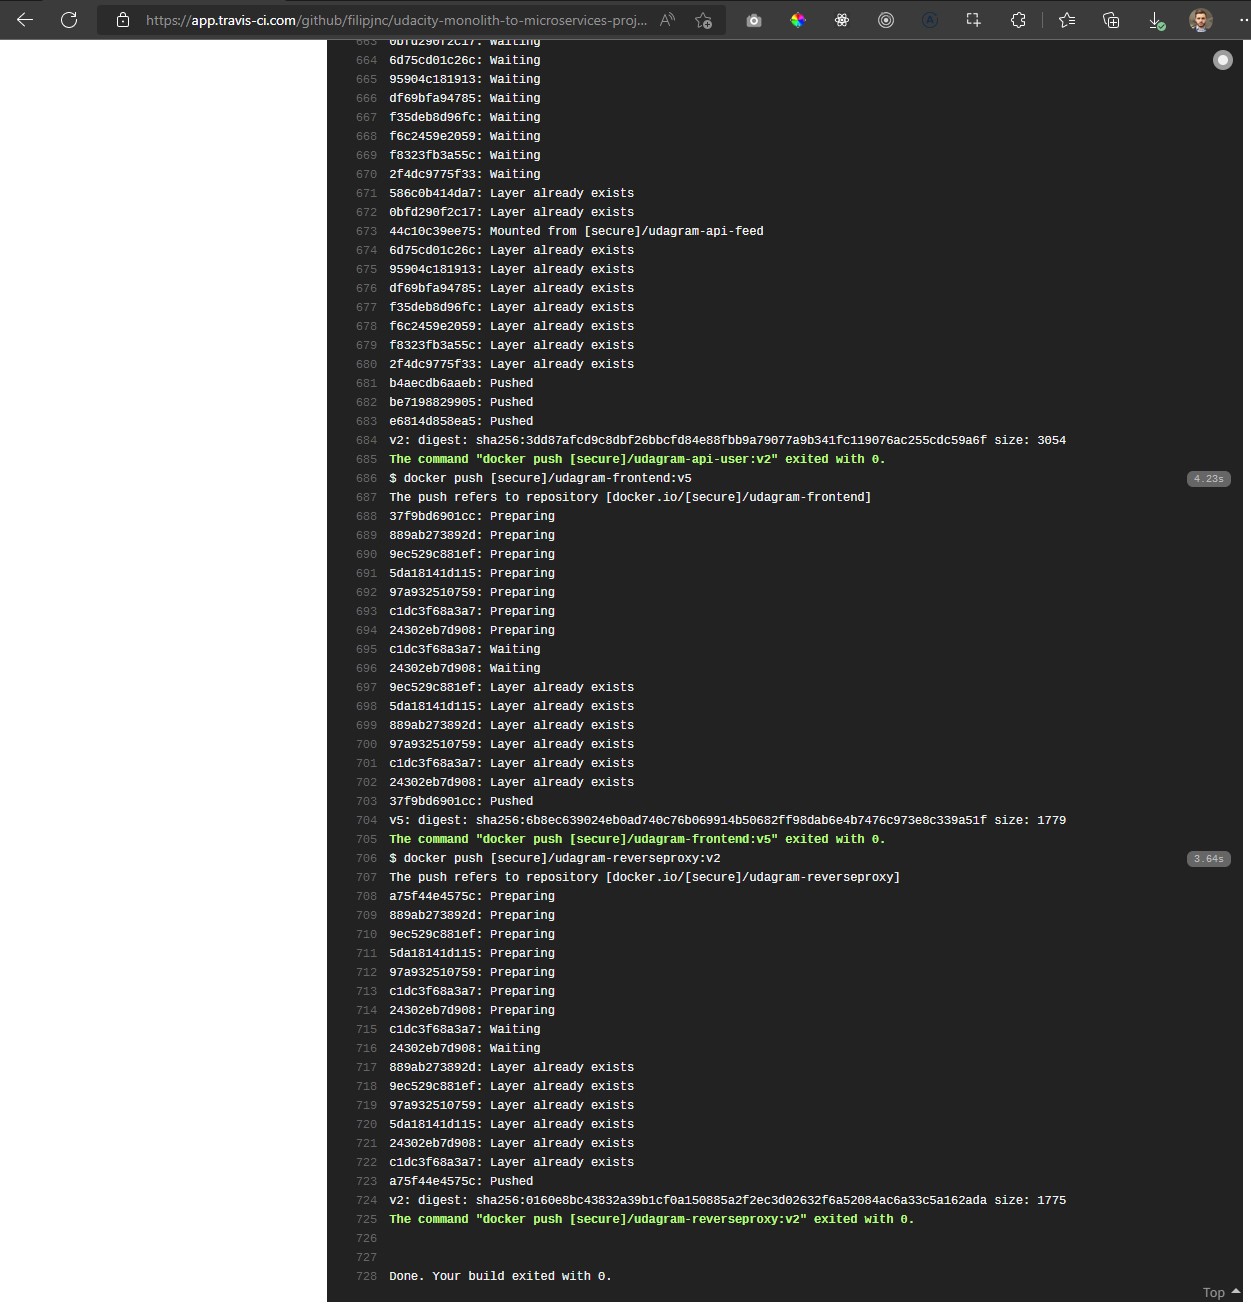 https://app.travis-ci.com/github/filipjnc/udacity-monolith-to-microservices-proj...
663 0bfd290f2c17: Waiting
664 6d75cd01c26c: Waiting
665 95904c181913: Waiting
666 df69bfa94785: Waiting
667 f35deb8d96fc: Waiting
668 f6c2459e2059: Waiting
669 f8323fb3a55c: Waiting
670 2f4dc9775f33: Waiting
671 586c0b414da7: Layer already exists
672 0bfd290f2c17: Layer already exists
673 44c10c39ee75: Mounted from [secure]/udagram-api-feed
674 6d75cd01c26c: Layer already exists
675 95904c181913: Layer already exists
676 df69bfa94785: Layer already exists
677 f35deb8d96fc: Layer already exists
678 f6c2459e2059: Layer already exists
679 f8323fb3a55c: Layer already exists
680 2f4dc9775f33: Layer already exists
681 b4aecdb6aaeb: Pushed
682 be7198829905: Pushed
683 e6814d858ea5: Pushed
684 v2: digest: sha256:3dd87afcd9c8dbf26bbcfd84e88fbb9a79077a9b341fc119076ac255cdc59a6f size: 3054
685 The command "docker push [secure]/udagram-api-user:v2" exited with 0.
686 $ docker push [secure]/udagram-frontend:v5 4.23s
687 The push refers to repository [docker.io/[secure]/udagram-frontend]
688 37f9bd6901cc: Preparing
689 889ab273892d: Preparing
690 9ec529c881ef: Preparing
691 5da18141d115: Preparing
692 97a932510759: Preparing
693 c1dc3f68a3a7: Preparing
694 24302eb7d908: Preparing
695 c1dc3f68a3a7: Waiting
696 24302eb7d908: Waiting
697 9ec529c881ef: Layer already exists
698 5da18141d115: Layer already exists
699 889ab273892d: Layer already exists
700 97a932510759: Layer already exists
701 c1dc3f68a3a7: Layer already exists
702 24302eb7d908: Layer already exists
703 37f9bd6901cc: Pushed
704 v5: digest: sha256:6b8ec639024eb0ad740c76b069914b50682ff98dab6e4b7476c973e8c339a51f size: 1779
705 The command "docker push [secure]/udagram-frontend:v5" exited with 0.
706 $ docker push [secure]/udagram-reverseproxy:v2 3.64s
707 The push refers to repository [docker.io/[secure]/udagram-reverseproxy]
708 a75f44e4575c: Preparing
709 889ab273892d: Preparing
710 9ec529c881ef: Preparing
711 5da18141d115: Preparing
712 97a932510759: Preparing
713 c1dc3f68a3a7: Preparing
714 24302eb7d908: Preparing
715 c1dc3f68a3a7: Waiting
716 24302eb7d908: Waiting
717 889ab273892d: Layer already exists
718 9ec529c881ef: Layer already exists
719 97a932510759: Layer already exists
720 5da18141d115: Layer already exists
721 24302eb7d908: Layer already exists
722 c1dc3f68a3a7: Layer already exists
723 a75f44e4575c: Pushed
724 v2: digest: sha256:0160e8bc43832a39b1cf0a150885a2f2ec3d02632f6a52084ac6a33c5a162ada size: 1775
725 The command "docker push [secure]/udagram-reverseproxy:v2" exited with 0.
726
727
728 Done. Your build exited with 0.
Top